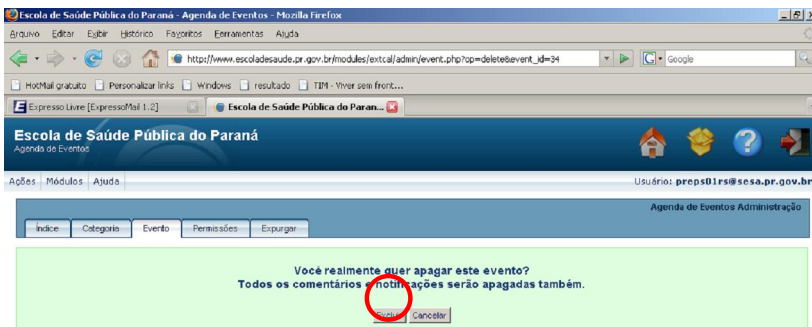 Escola de Saúde Pública do Paraná - Agenda de Eventos - Mozilla Firefox
Arquivo Editar Exibir Histórico Favoritos Ferramentas Ajuda
http://www.escoladesaude.pr.gov.br/modules/extcal/admin/event.php?op=delete&event_id=34
Google
HotMail gratuito Personalizar links Windows resultado TIM - Viver sem front...
Expresso Livre [ExpressoMail 1.2] Escola de Saúde Pública do Paran...
Escola de Saúde Pública do Paraná
Agenda de Eventos
Ações Módulos Ajuda
Usuário: preps01rs@sesa.pr.gov.br
Agenda de Eventos Administração
Índice Categoria Evento Permissões Expurgar
Você realmente quer apagar este evento?
Todos os comentários e notificações serão apagadas também.
Excluir Cancelar